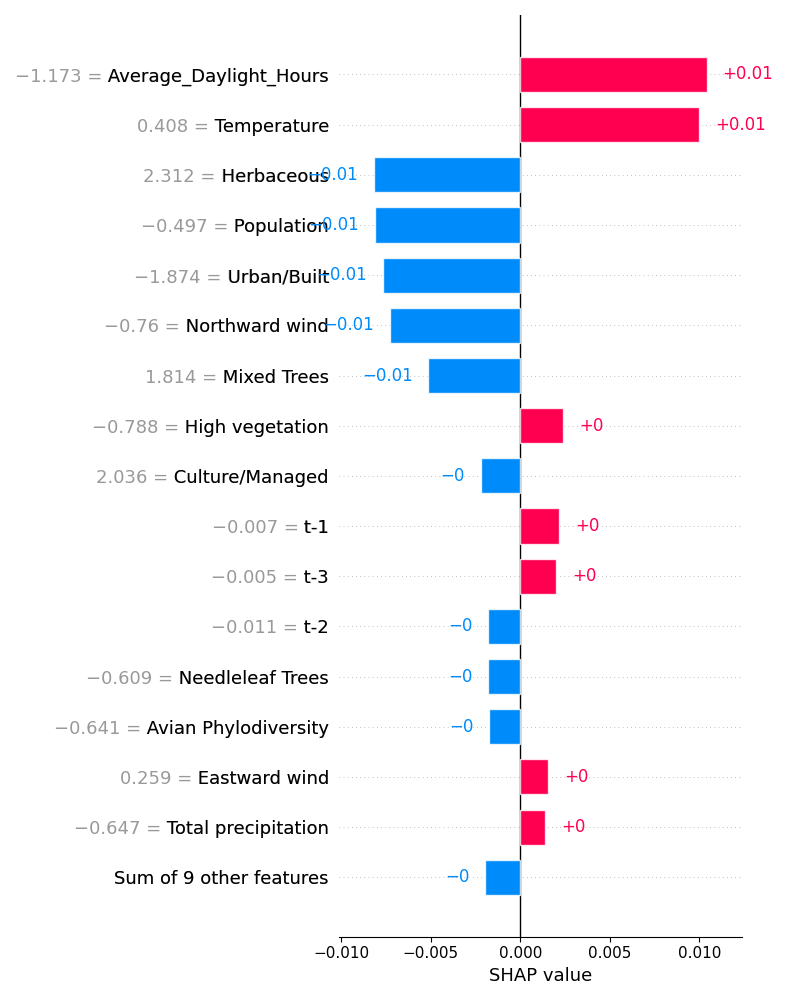 −1.173 = Average_Daylight_Hours +0.01
0.408 = Temperature +0.01
2.312 = Herbaceous −0.01
−0.497 = Population −0.01
−1.874 = Urban/Built −0.01
−0.76 = Northward wind −0.01
1.814 = Mixed Trees −0.01
−0.788 = High vegetation +0
2.036 = Culture/Managed −0
−0.007 = t-1 +0
−0.005 = t-3 +0
−0.011 = t-2 −0
−0.609 = Needleleaf Trees −0
−0.641 = Avian Phylodiversity −0
0.259 = Eastward wind +0
−0.647 = Total precipitation +0
Sum of 9 other features −0
−0.010 −0.005 0.000 0.005 0.010
SHAP value